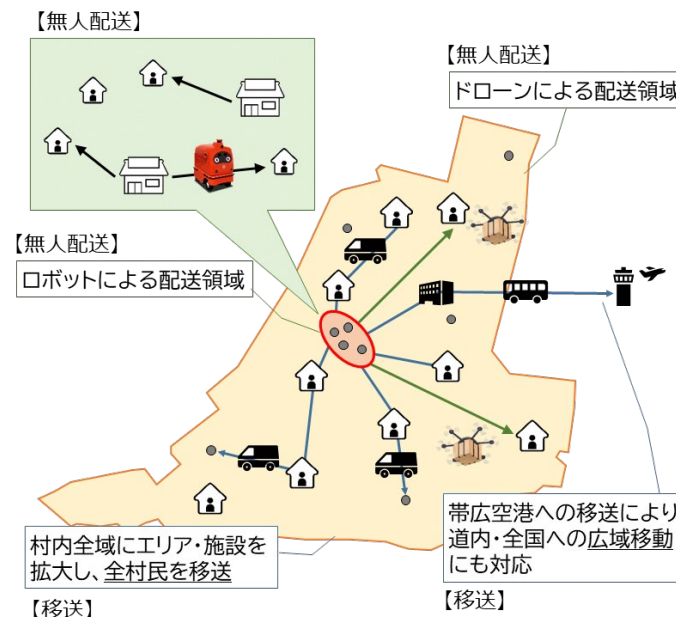 【無人配送】
【無人配送】
ドローンによる配送領域
【無人配送】
ロボットによる配送領域
村内全域にエリア・施設を
拡大し、全村民を移送
【移送】
帯広空港への移送により
道内・全国への広域移動
にも対応
【移送】